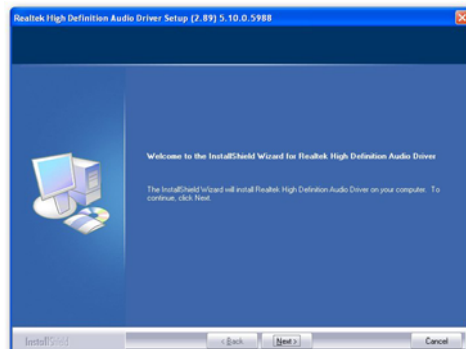 Realtek High Definition Audio Driver Setup (2.89) 5.10.0.5988
Welcome to the InstallShield Wizard for Realtek High Definition Audio Driver
The InstallShield Wizard will install Realtek High Definition Audio Driver on your computer. To
continue, click Next.
InstallShield
< Back
Next >
Cancel